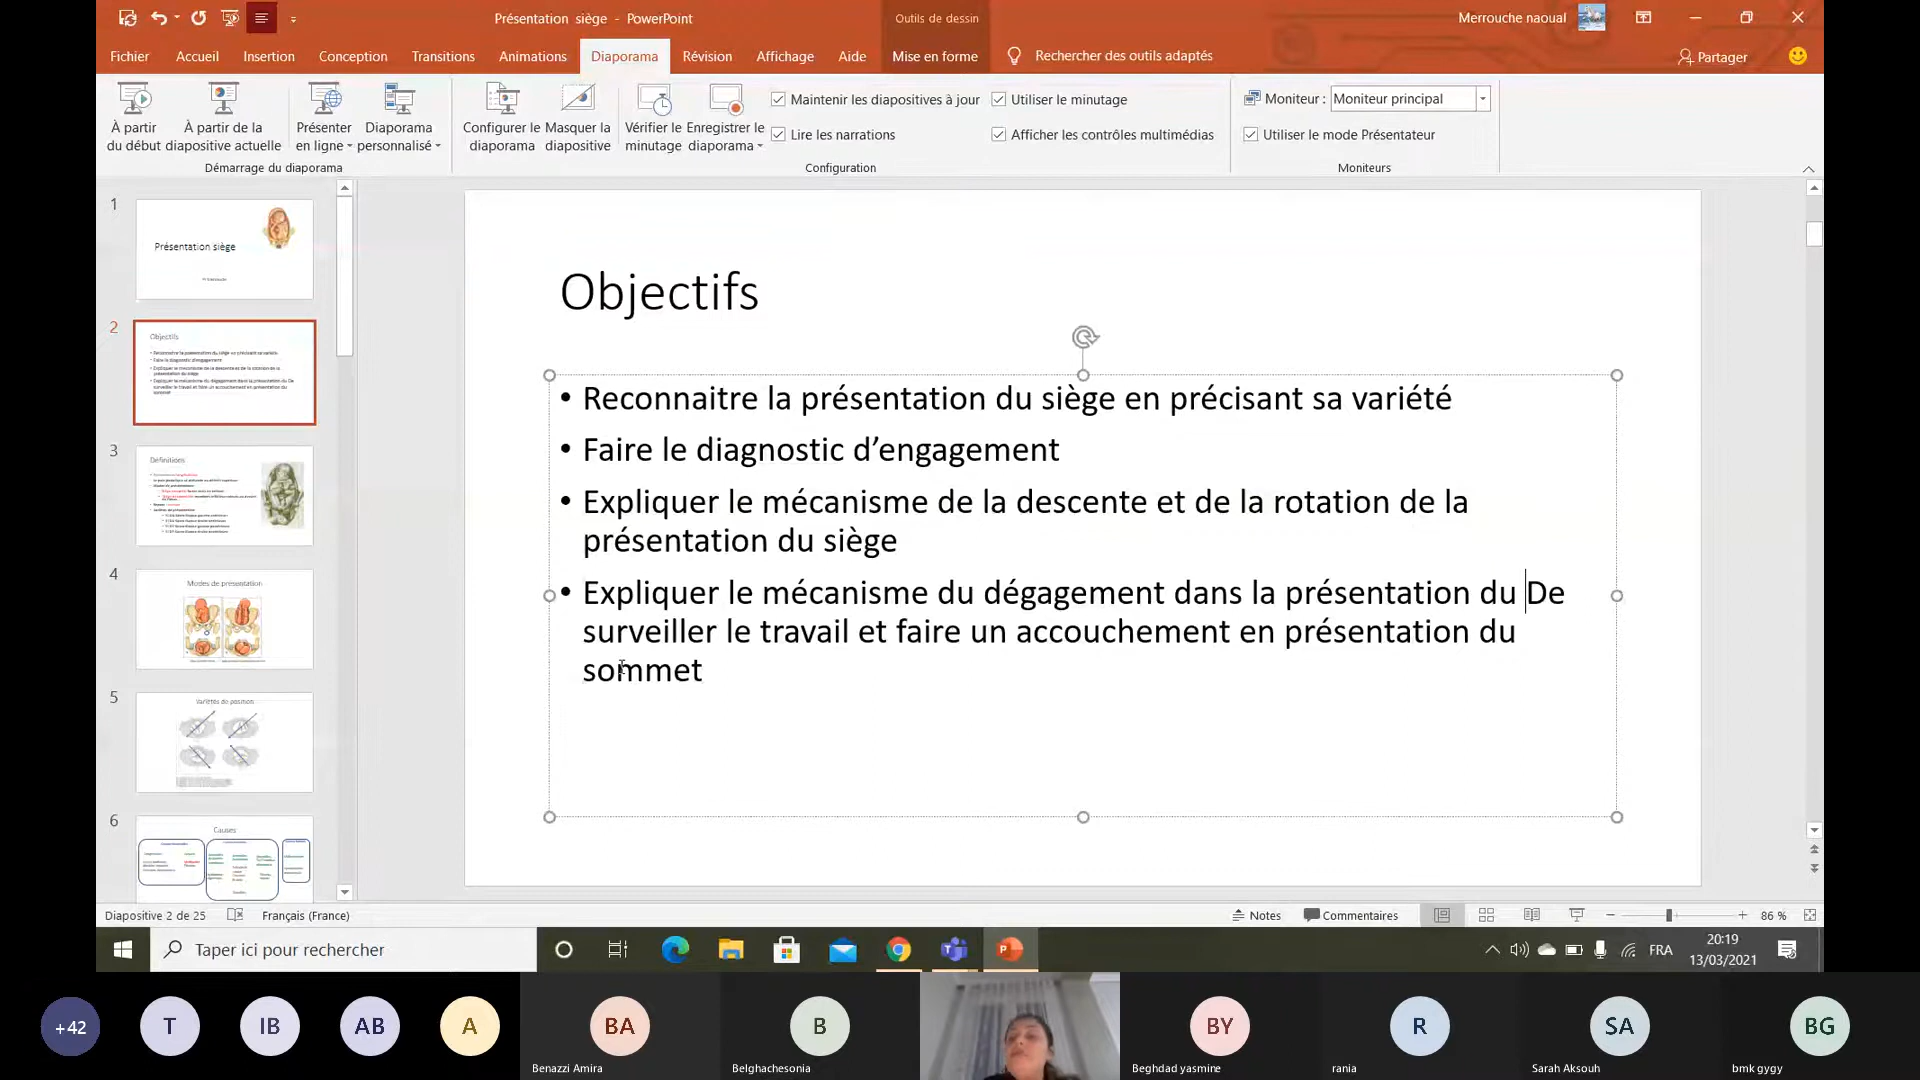 Présentation siège - PowerPoint
Outils de dessin
Merrouche naoual
Fichier Accueil Insertion Conception Transitions Animations Diaporama Révision Affichage Aide Mise en forme Rechercher des outils adaptés Partager
À partir du début
À partir de la diapositive actuelle
Présenter en ligne
Diaporama personnalisé
Configurer le diaporama
Masquer la diapositive
Vérifier le minutage
Enregistrer le diaporama
Maintenir les diapositives à jour
Lire les narrations
Utiliser le minutage
Afficher les contrôles multimédias
Moniteur : Moniteur principal
Utiliser le mode Présentateur
Démarrage du diaporama
Configuration
Moniteurs
1
Présentation siège
2
Objectifs
3
Définitions
4
Modes de présentation
5
Variétés de position
6
Causes
Objectifs
• Reconnaitre la présentation du siège en précisant sa variété
• Faire le diagnostic d’engagement
• Expliquer le mécanisme de la descente et de la rotation de la
présentation du siège
• Expliquer le mécanisme du dégagement dans la présentation du De
surveiller le travail et faire un accouchement en présentation du
sommet
Diapositive 2 de 25
Français (France)
Notes
Commentaires
86 %
Taper ici pour rechercher
FRA
20:19
13/03/2021
+42
T
IB
AB
A
BA
B
BY
R
SA
BG
Benazzi Amira
Belghachesonia
Beghdad yasmine
rania
Sarah Aksouh
bmk gygy